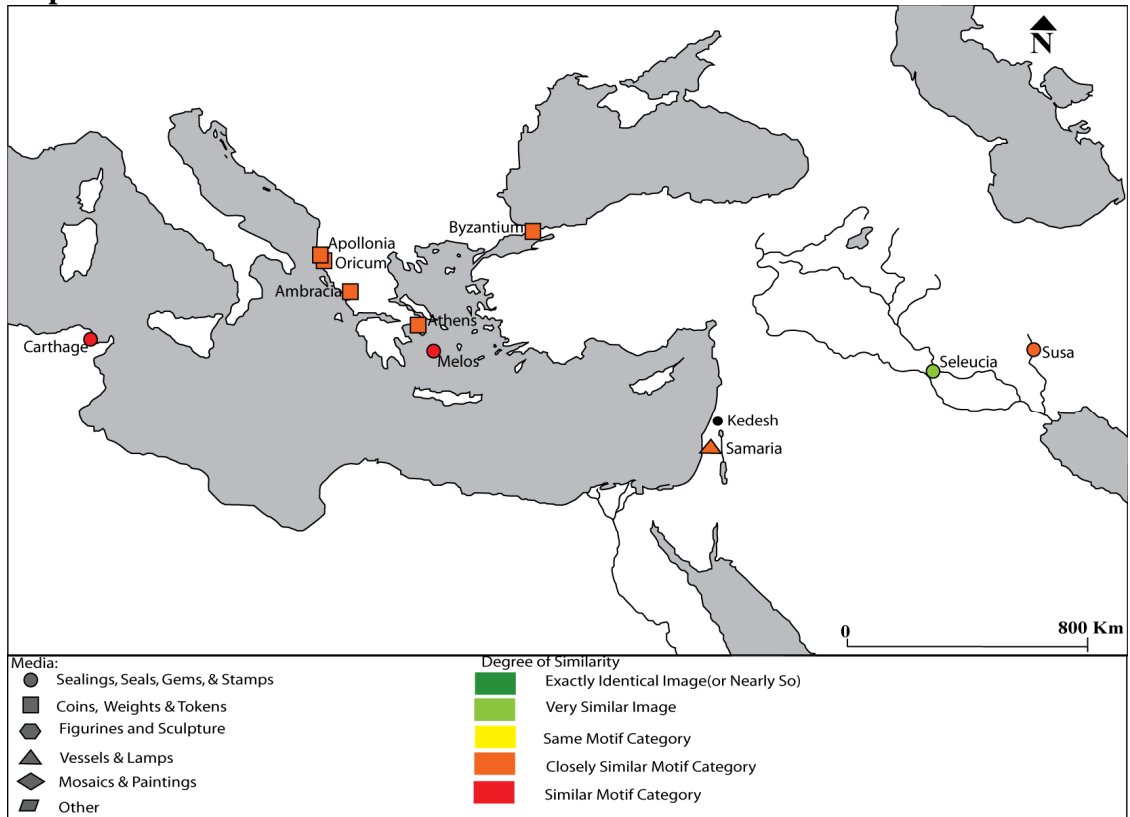 N
Byzantium
Apollonia
Oricum
Ambracia
Athens
Carthage
Melos
Seleucia
Susa
Kedesh
Samaria
0
800 Km
Media:
Sealings, Seals, Gems, & Stamps
Coins, Weights & Tokens
Figurines and Sculpture
Vessels & Lamps
Mosaics & Paintings
Other
Degree of Similarity
Exactly Identical Image(or Nearly So)
Very Similar Image
Same Motif Category
Closely Similar Motif Category
Similar Motif Category